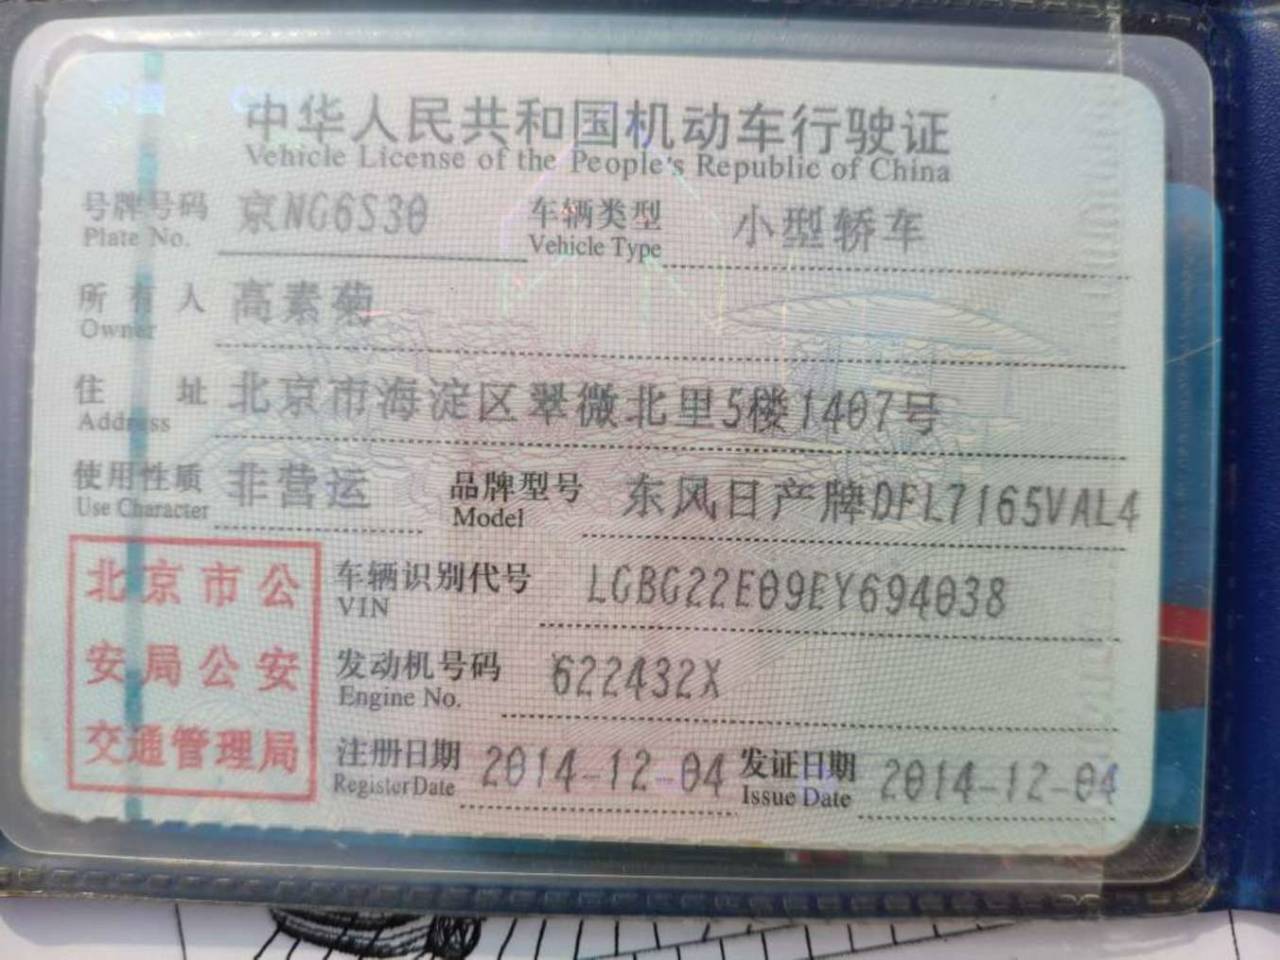 中华人民共和国机动车行驶证
Vehicle License of the People's Republic of China
号牌号码 京NG6S30 车辆类型 小型轿车
Plate No. Vehicle Type
所有人 高素菊
Owner
住址 北京市海淀区翠微北里5楼1407号
Address
使用性质 非营运 品牌型号 东风日产牌DFL7165VAL4
Use Character Model
北京市公
安局公安
交通管理局
车辆识别代号 LGBG22E09EY694038
VIN
发动机号码 622432X
Engine No.
注册日期 2014-12-04 发证日期 2014-12-04
Register Date Issue Date